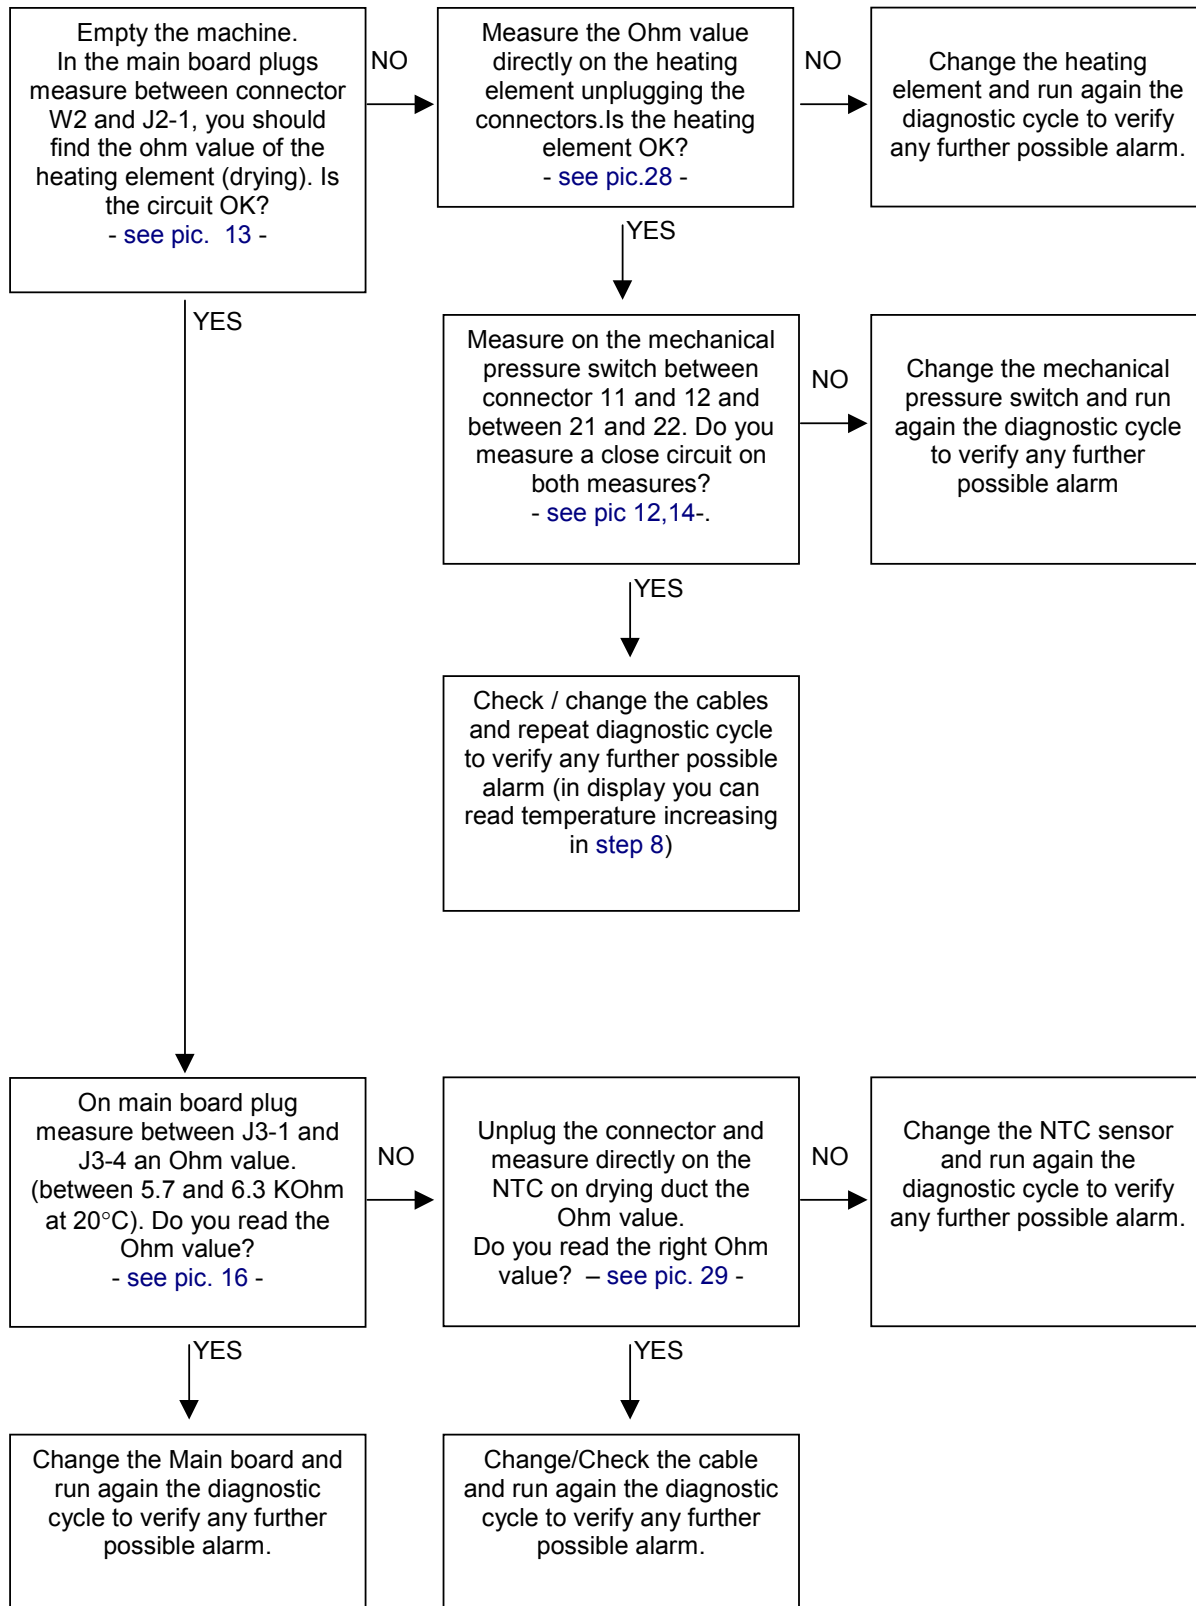 Empty the machine.
In the main board plugs
measure between connector
W2 and J2-1, you should
find the ohm value of the
heating element (drying). Is
the circuit OK?
- see pic.  13 -
NO
Measure the Ohm value
directly on the heating
element unplugging the
connectors.Is the heating
element OK?
- see pic.28 -
NO
Change the heating
element and run again the
diagnostic cycle to verify
any further possible alarm.
YES
YES
Measure on the mechanical
pressure switch between
connector 11 and 12 and
between 21 and 22. Do you
measure a close circuit on
both measures?
- see pic 12,14-.
NO
Change the mechanical
pressure switch and run
again the diagnostic cycle
to verify any further
possible alarm
YES
Check / change the cables
and repeat diagnostic cycle
to verify any further possible
alarm (in display you can
read temperature increasing
in step 8)
On main board plug
measure between J3-1 and
J3-4 an Ohm value.
(between 5.7 and 6.3 KOhm
at 20°C). Do you read the
Ohm value?
- see pic. 16 -
NO
Unplug the connector and
measure directly on the
NTC on drying duct the
Ohm value.
Do you read the right Ohm
value?  – see pic. 29 -
NO
Change the NTC sensor
and run again the
diagnostic cycle to verify
any further possible alarm.
YES
YES
Change the Main board and
run again the diagnostic
cycle to verify any further
possible alarm.
Change/Check the cable
and run again the diagnostic
cycle to verify any further
possible alarm.